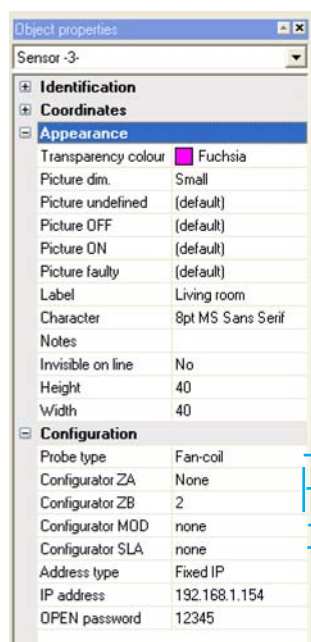 Object properties
Sensor -3-
Identification
Coordinates
Appearance
Transparency colour Fuchsia
Picture dim. Small
Picture undefined (default)
Picture OFF (default)
Picture ON (default)
Picture faulty (default)
Label Living room
Character 8pt MS Sans Serif
Notes
Invisible on line No
Height 40
Width 40
Configuration
Probe type Fan-coil
Configurator ZA None
Configurator ZB 2
Configurator MOD none
Configurator SLA none
Address type Fixed IP
IP address 192.168.1.154
OPEN password 12345